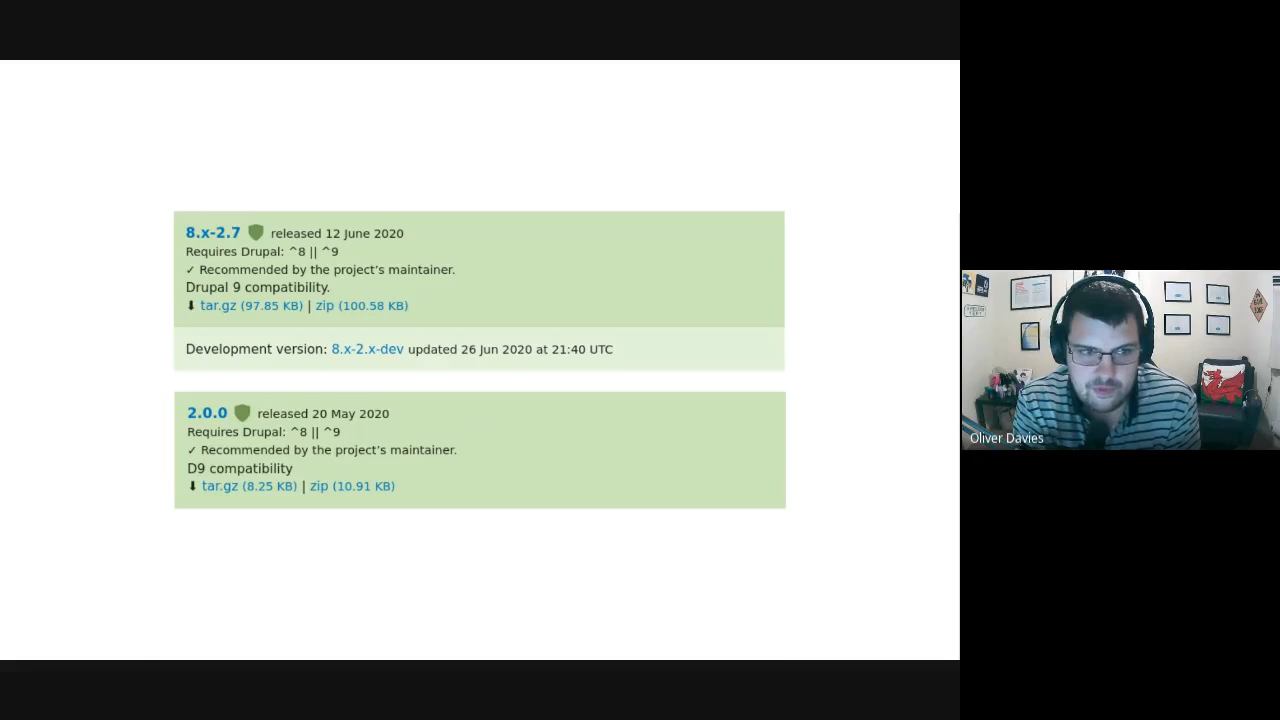 8.x-2.7 released 12 June 2020
Requires Drupal: ^8 || ^9
✓ Recommended by the project’s maintainer.
Drupal 9 compatibility.
⬇ tar.gz (97.85 KB) | zip (100.58 KB)
Development version: 8.x-2.x-dev updated 26 Jun 2020 at 21:40 UTC
2.0.0 released 20 May 2020
Requires Drupal: ^8 || ^9
✓ Recommended by the project’s maintainer.
D9 compatibility
⬇ tar.gz (8.25 KB) | zip (10.91 KB)
Oliver Davies